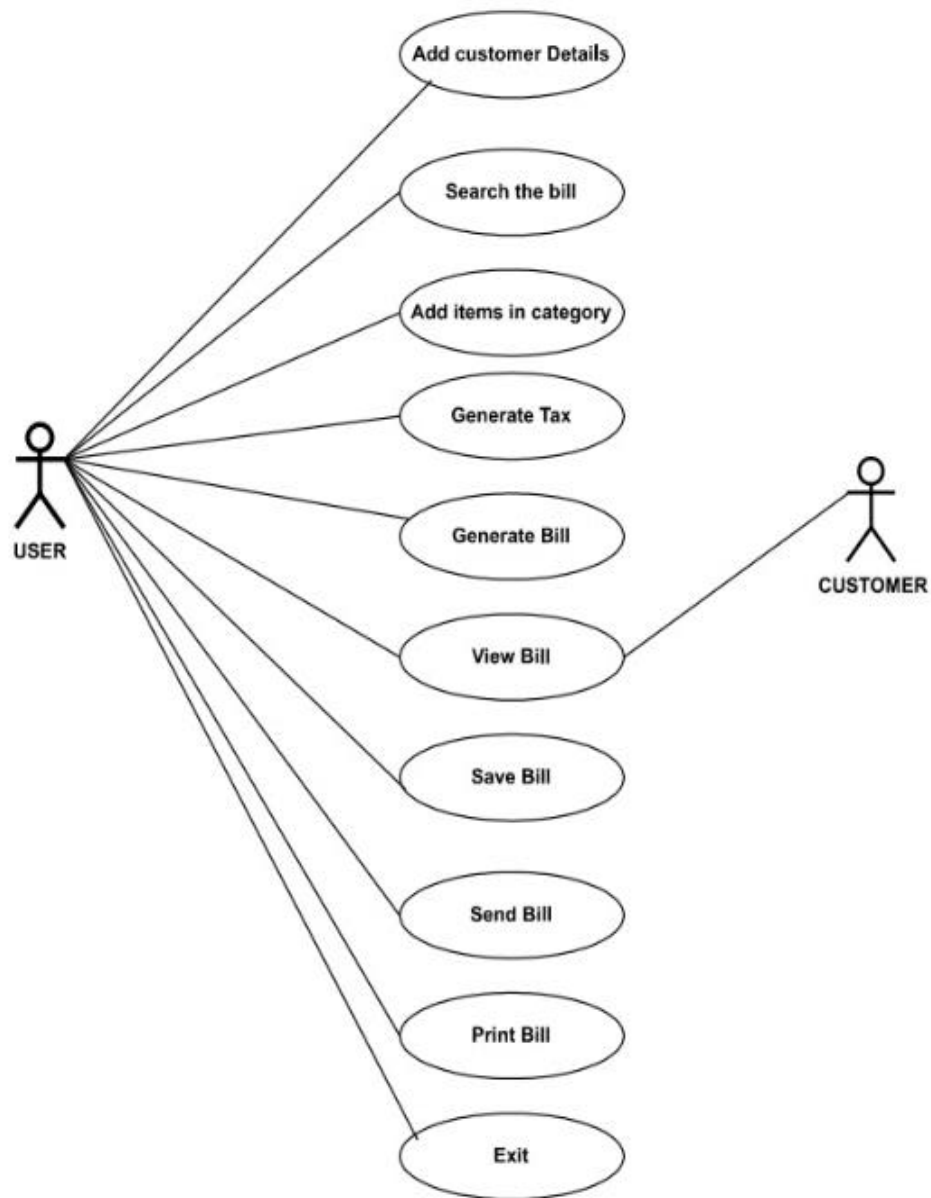 Add customer Details
Search the bill
Add items in category
Generate Tax
USER
Generate Bill
CUSTOMER
View Bill
Save Bill
Send Bill
Print Bill
Exit